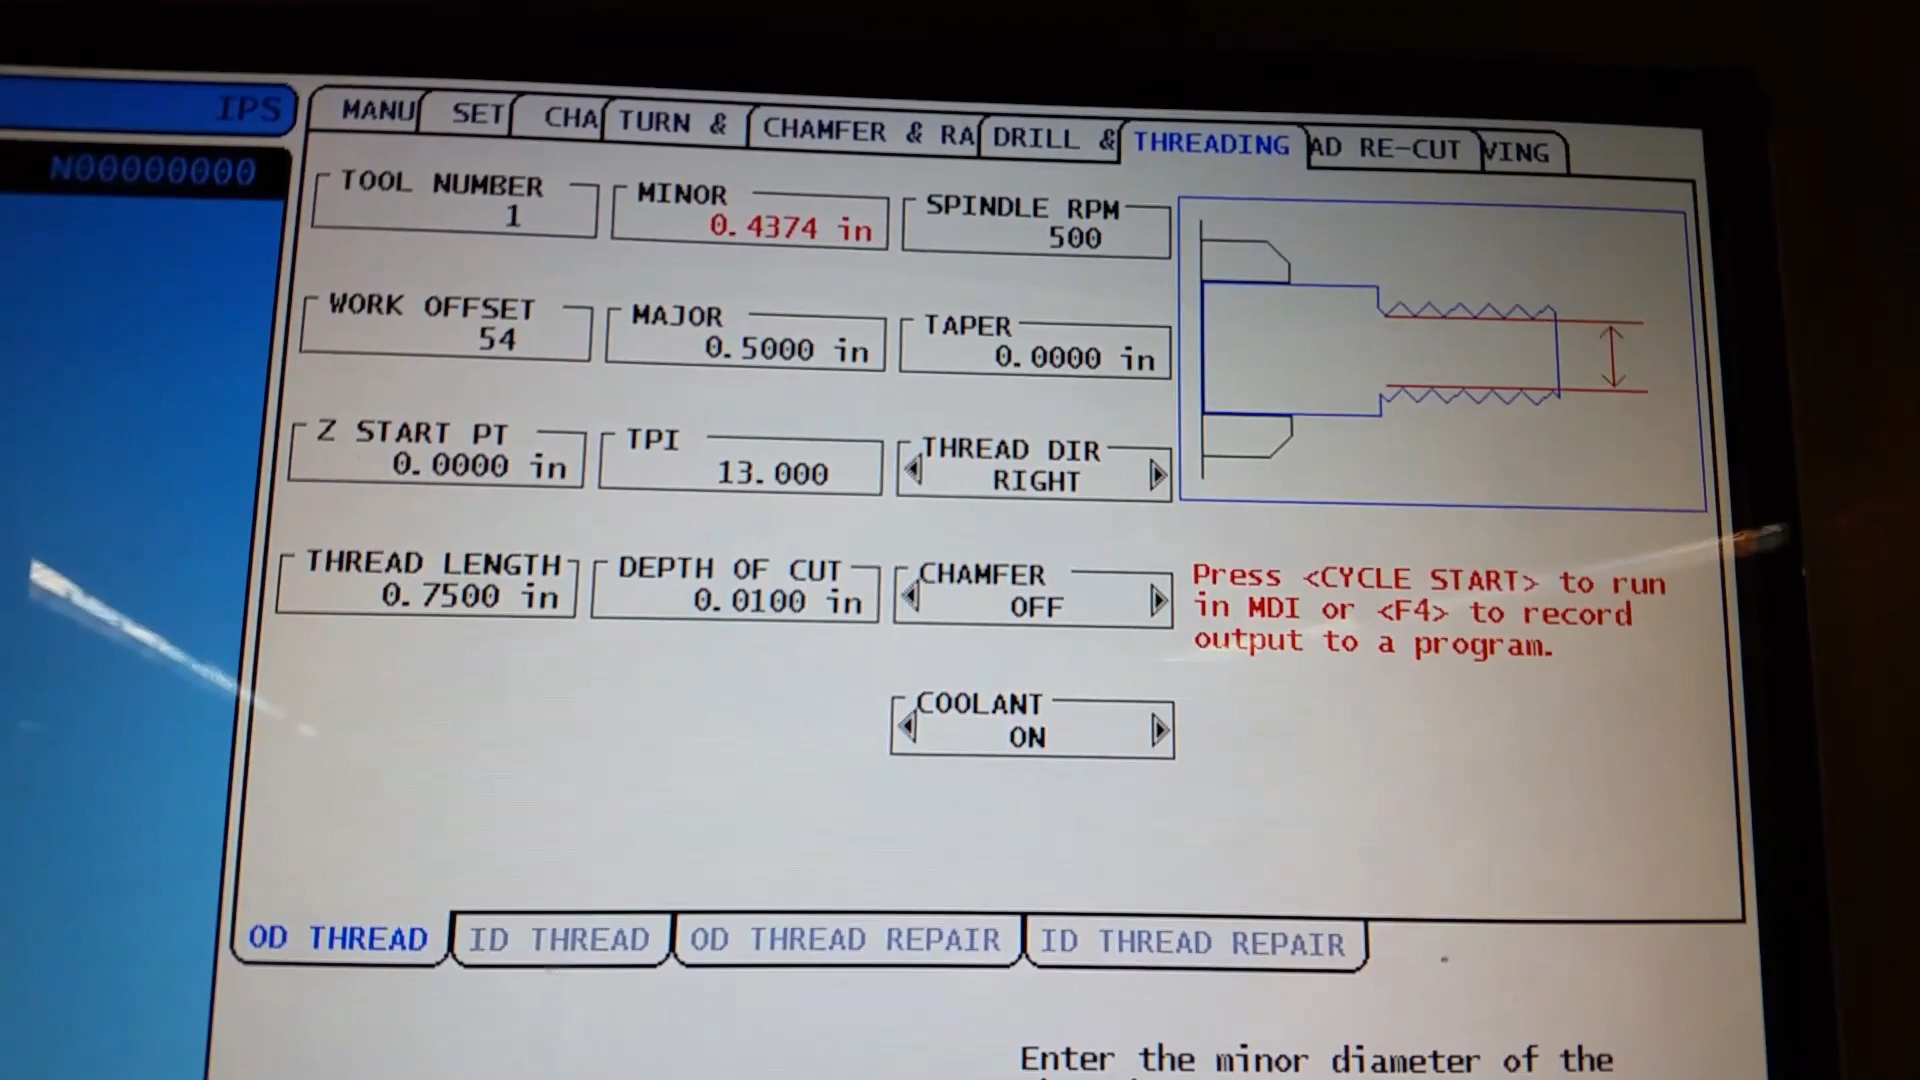 IPS
N00000000
MANU SET CHA TURN & CHAMFER & RA DRILL & THREADING AD RE-CUT VING
TOOL NUMBER
1
MINOR
0.4374 in
SPINDLE RPM
500
WORK OFFSET
54
MAJOR
0.5000 in
TAPER
0.0000 in
Z START PT
0.0000 in
TPI
13.000
THREAD DIR
RIGHT
THREAD LENGTH
0.7500 in
DEPTH OF CUT
0.0100 in
CHAMFER
OFF
Press <CYCLE START> to run
in MDI or <F4> to record
output to a program.
COOLANT
ON
OD THREAD ID THREAD OD THREAD REPAIR ID THREAD REPAIR
Enter the minor diameter of the